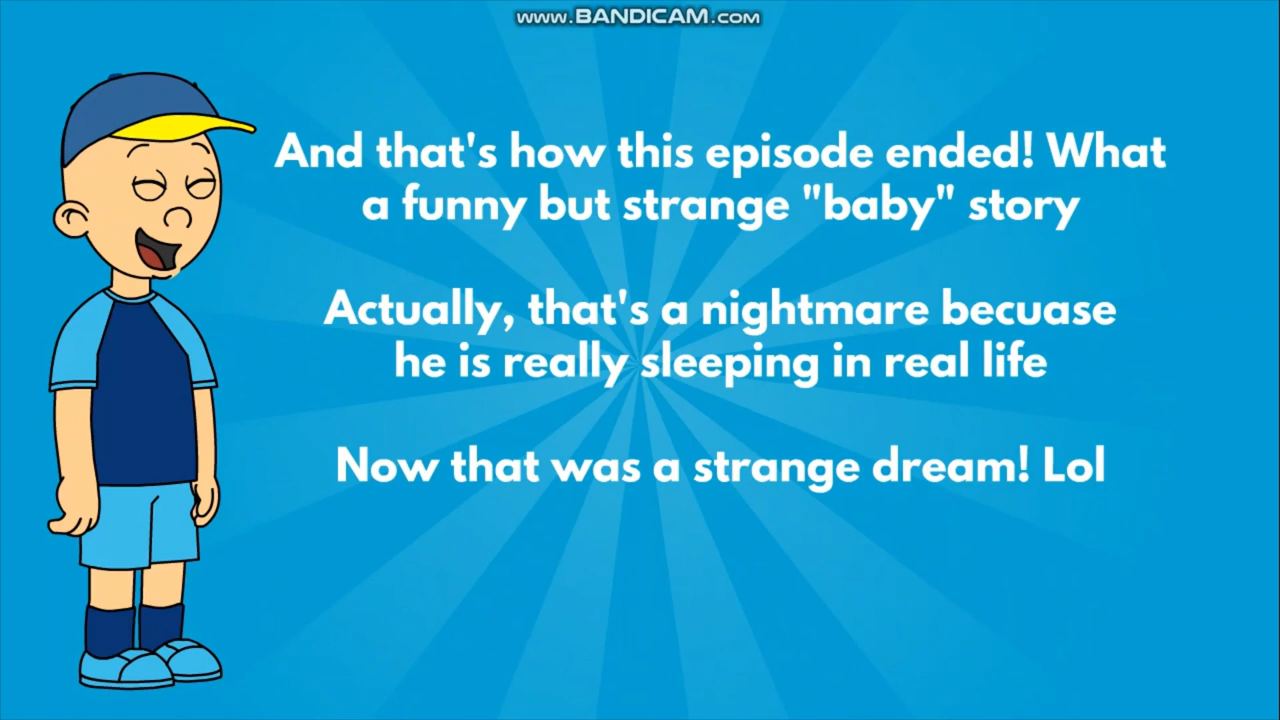 www.BANDICAM.com
And that's how this episode ended! What
a funny but strange "baby" story
Actually, that's a nightmare becuase
he is really sleeping in real life
Now that was a strange dream! Lol